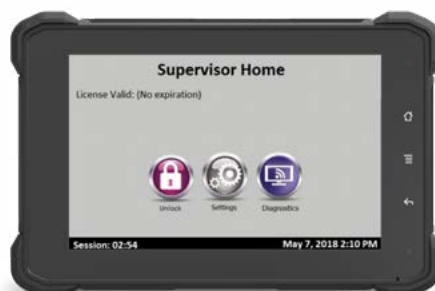 Supervisor Home
License Valid: (No expiration)
Unlock Settings Diagnostics
Session: 02:54 May 7, 2018 2:10 PM